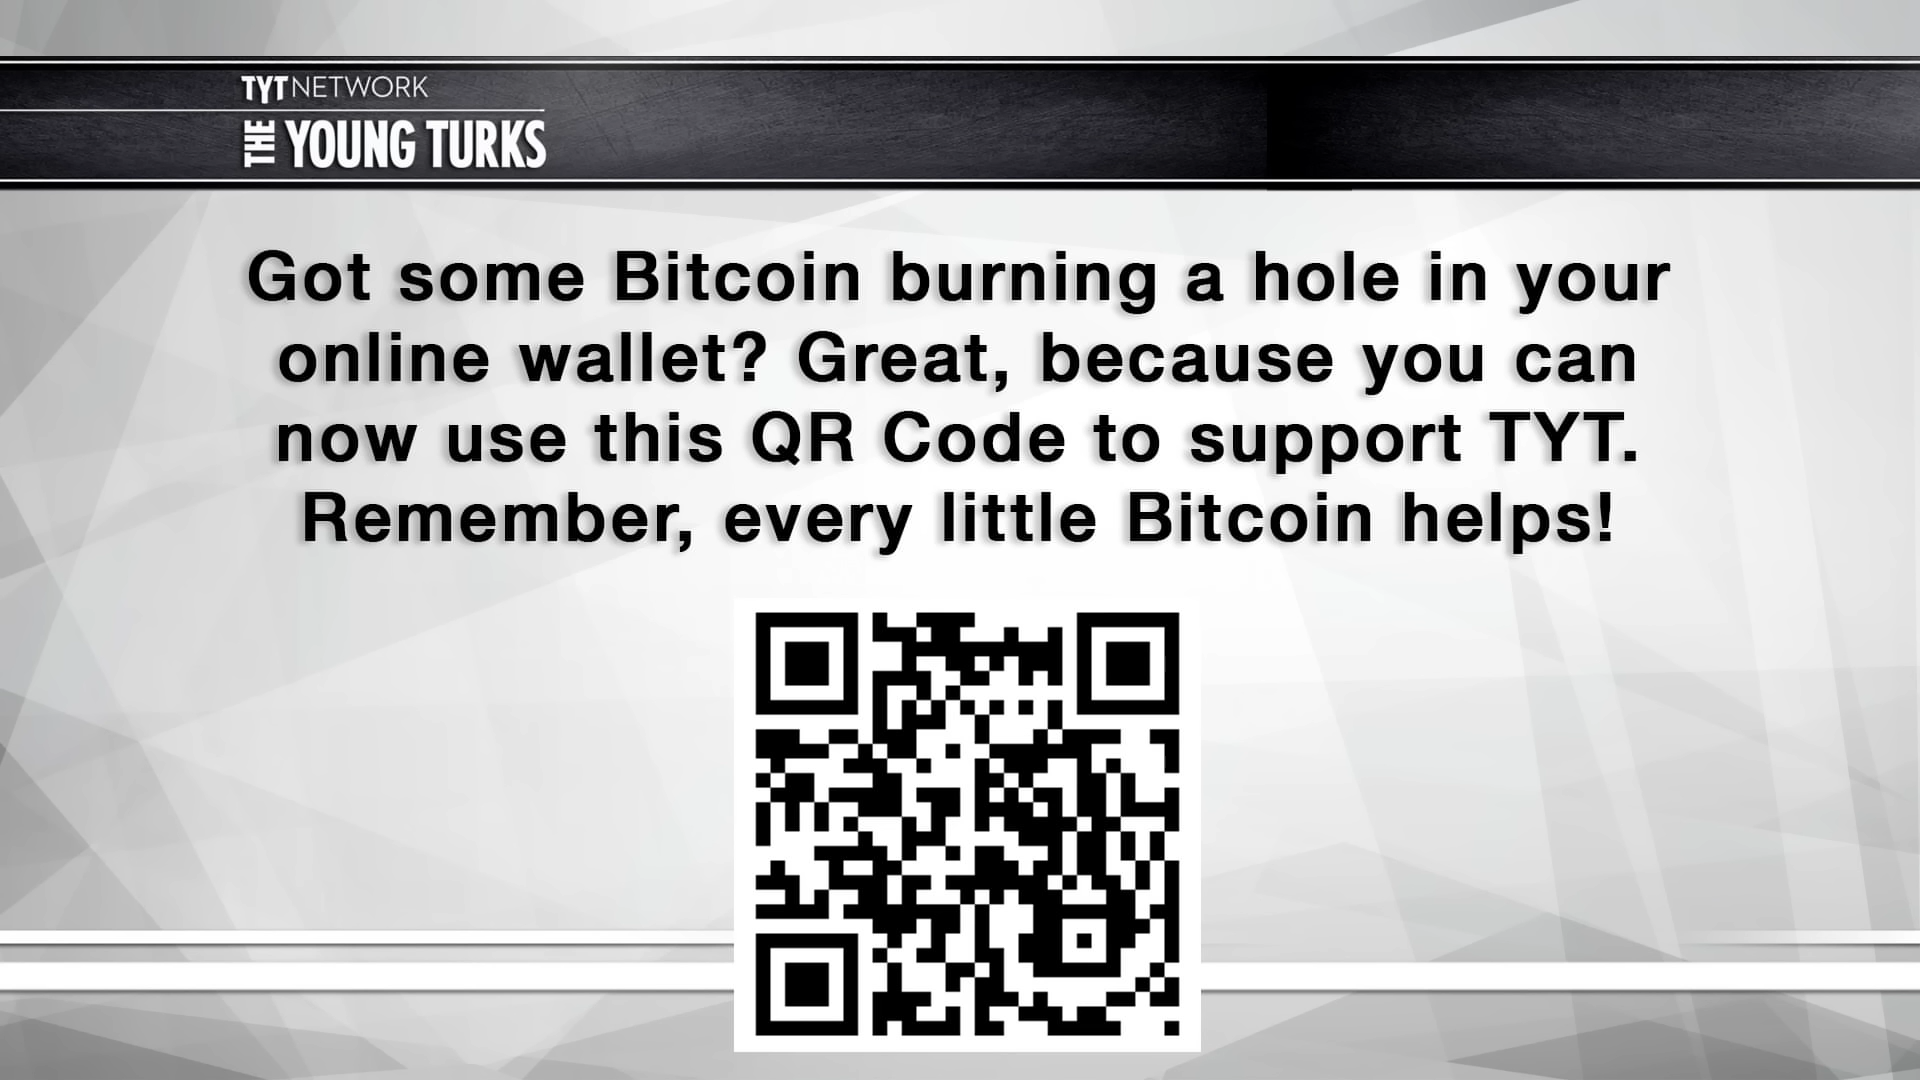 TYT NETWORK
THE YOUNG TURKS
Got some Bitcoin burning a hole in your
online wallet? Great, because you can
now use this QR Code to support TYT.
Remember, every little Bitcoin helps!